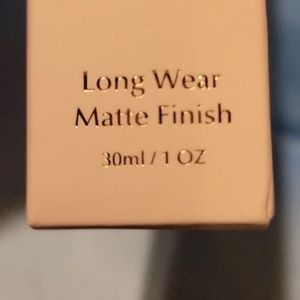 Long Wear
Matte Finish
30ml / 1 OZ